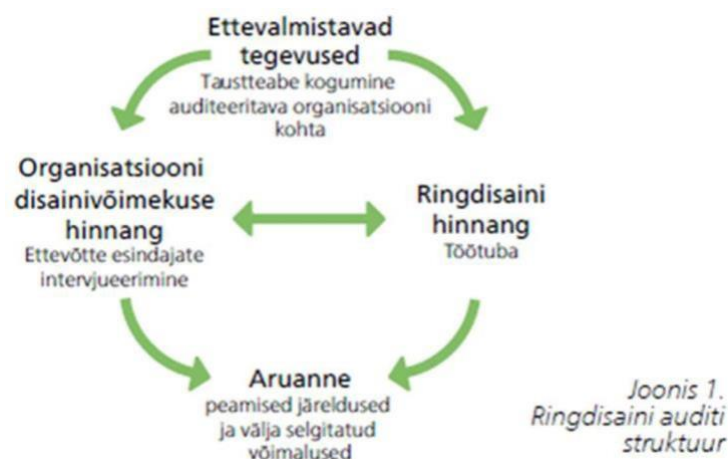 Ettevalmistavad
tegevused
Taustteabe kogumine
auditeeritava organisatsiooni
kohta
Organisatsiooni
disainivõimekuse
hinnang
Ettevõtte esindajate
intervjueerimine
Ringdisaini
hinnang
Töötuba
Aruanne
peamised järeldused
ja välja selgitatud
võimalused
Joonis 1.
Ringdisaini auditi
struktuur